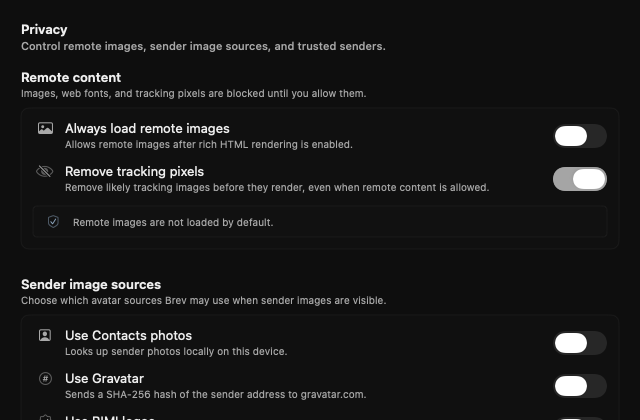 Privacy
Control remote images, sender image sources, and trusted senders.
Remote content
Images, web fonts, and tracking pixels are blocked until you allow them.
Always load remote images
Allows remote images after rich HTML rendering is enabled.
Remove tracking pixels
Remove likely tracking images before they render, even when remote content is allowed.
Remote images are not loaded by default.
Sender image sources
Choose which avatar sources Brev may use when sender images are visible.
Use Contacts photos
Looks up sender photos locally on this device.
#
Use Gravatar
Sends a SHA-256 hash of the sender address to gravatar.com.